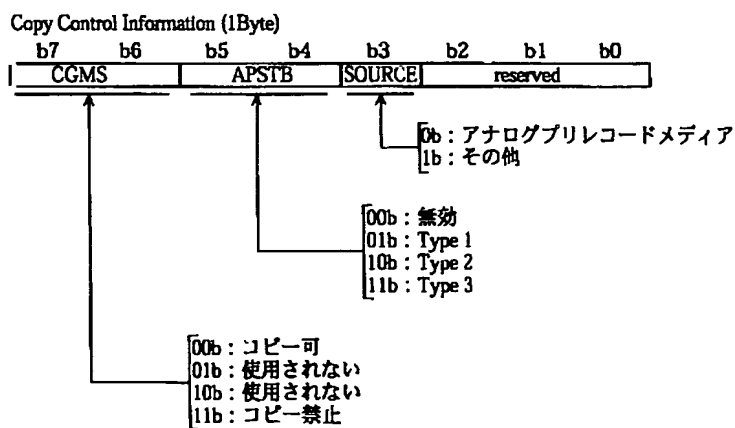 Copy Control Information (1Byte)
b7 b6 b5 b4 b3 b2 b1 b0
CGMS APSTB SOURCE reserved
0b：アナログプリレコードメディア
1b：その他
00b：無効
01b：Type 1
10b：Type 2
11b：Type 3
00b：コピー可
01b：使用されない
10b：使用されない
11b：コピー禁止